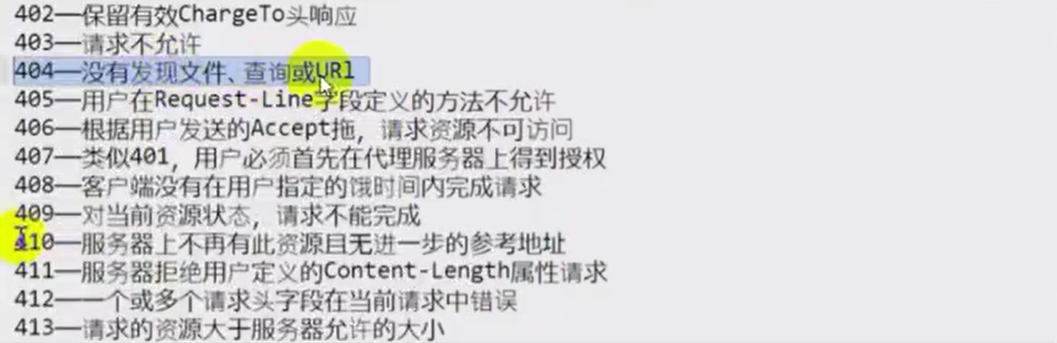 402—保留有效ChargeTo头响应
403—请求不允许
404—没有发现文件、查询或URl
405—用户在Request-Line字段定义的方法不允许
406—根据用户发送的Accept拖，请求资源不可访问
407—类似401，用户必须首先在代理服务器上得到授权
408—客户端没有在用户指定的饿时间内完成请求
409—对当前资源状态，请求不能完成
410—服务器上不再有此资源且无进一步的参考地址
411—服务器拒绝用户定义的Content-Length属性请求
412—一个或多个请求头字段在当前请求中错误
413—请求的资源大于服务器允许的大小